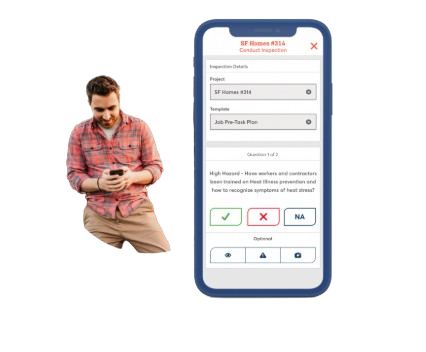 SF Homes #314
Conduct Inspection
Inspection Details
Project
SF Homes #314
Template
Job Pre-Task Plan
Question 1 of 2
High Hazard - Have workers and contractors
been trained on Heat Illness prevention and
how to recognize symptoms of heat stress?
NA
Optional